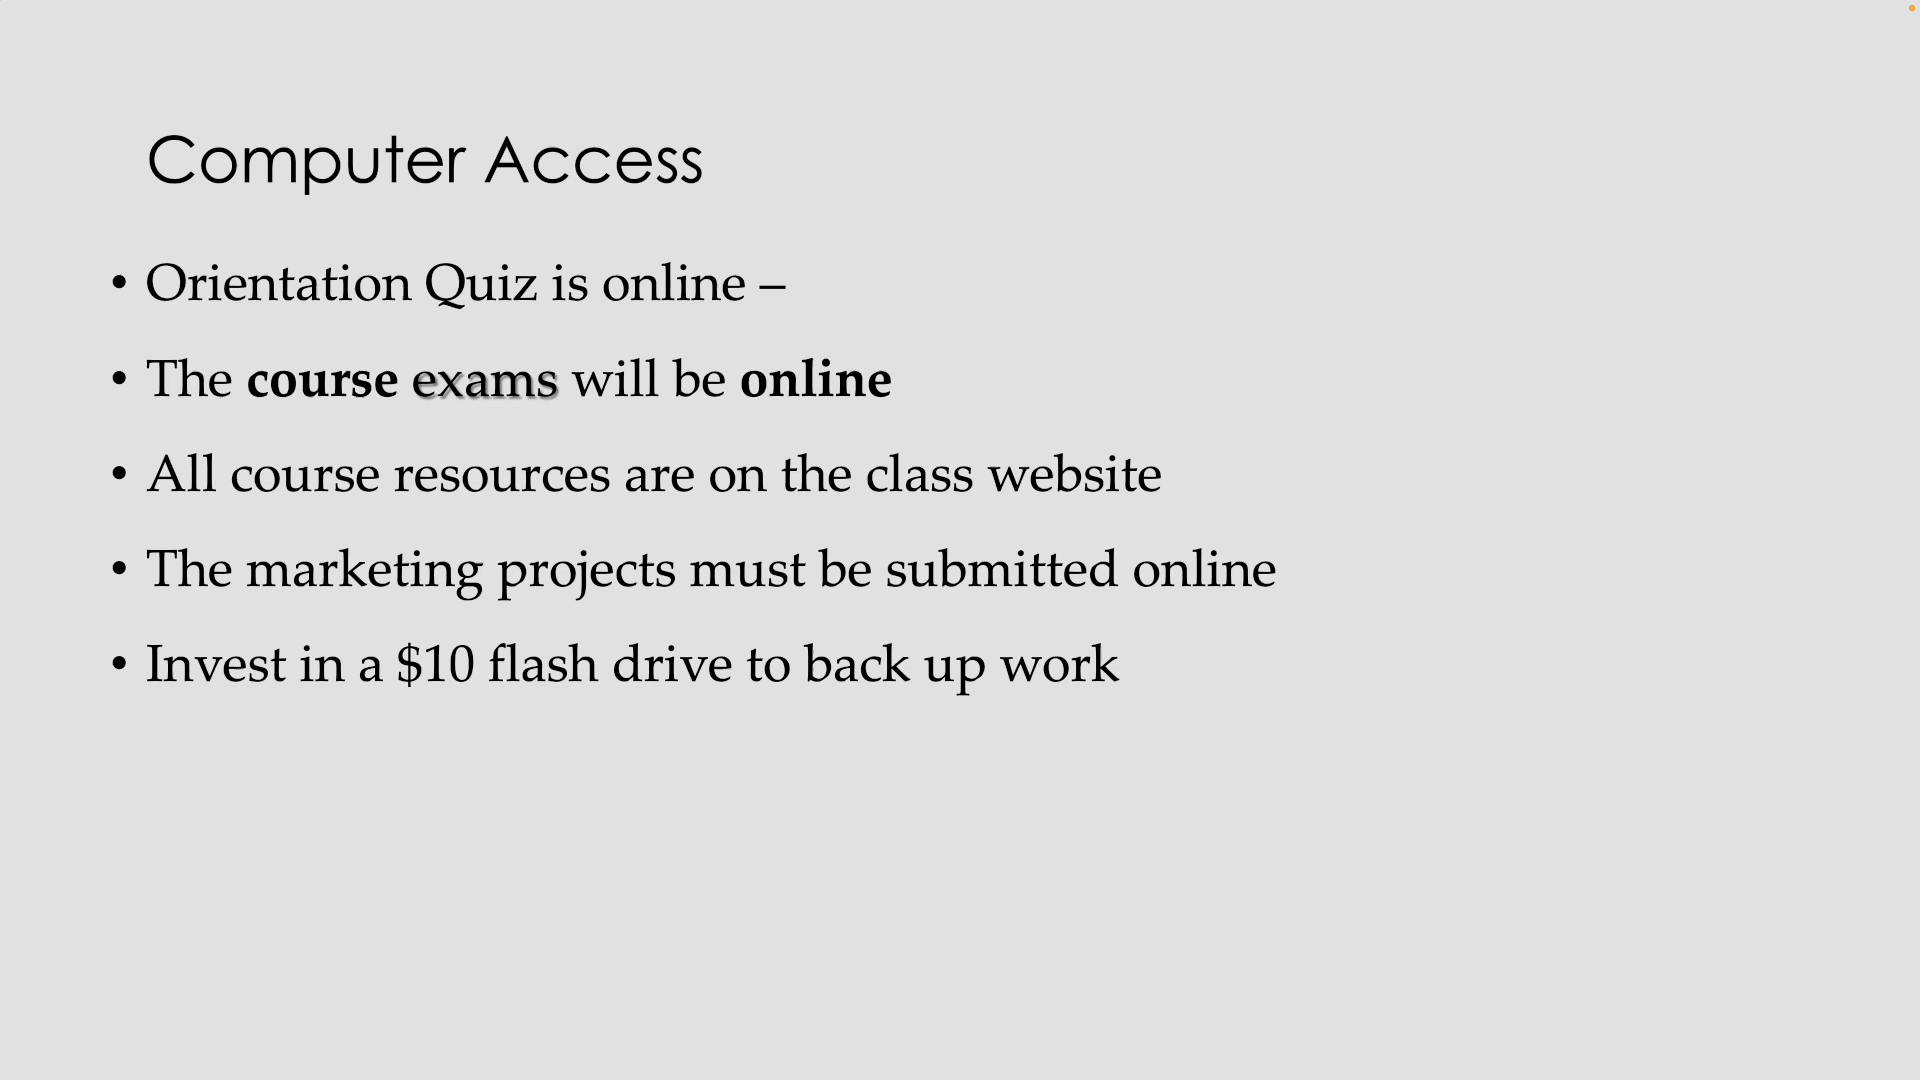 Computer Access
• Orientation Quiz is online –
• The course exams will be online
• All course resources are on the class website
• The marketing projects must be submitted online
• Invest in a $10 flash drive to back up work